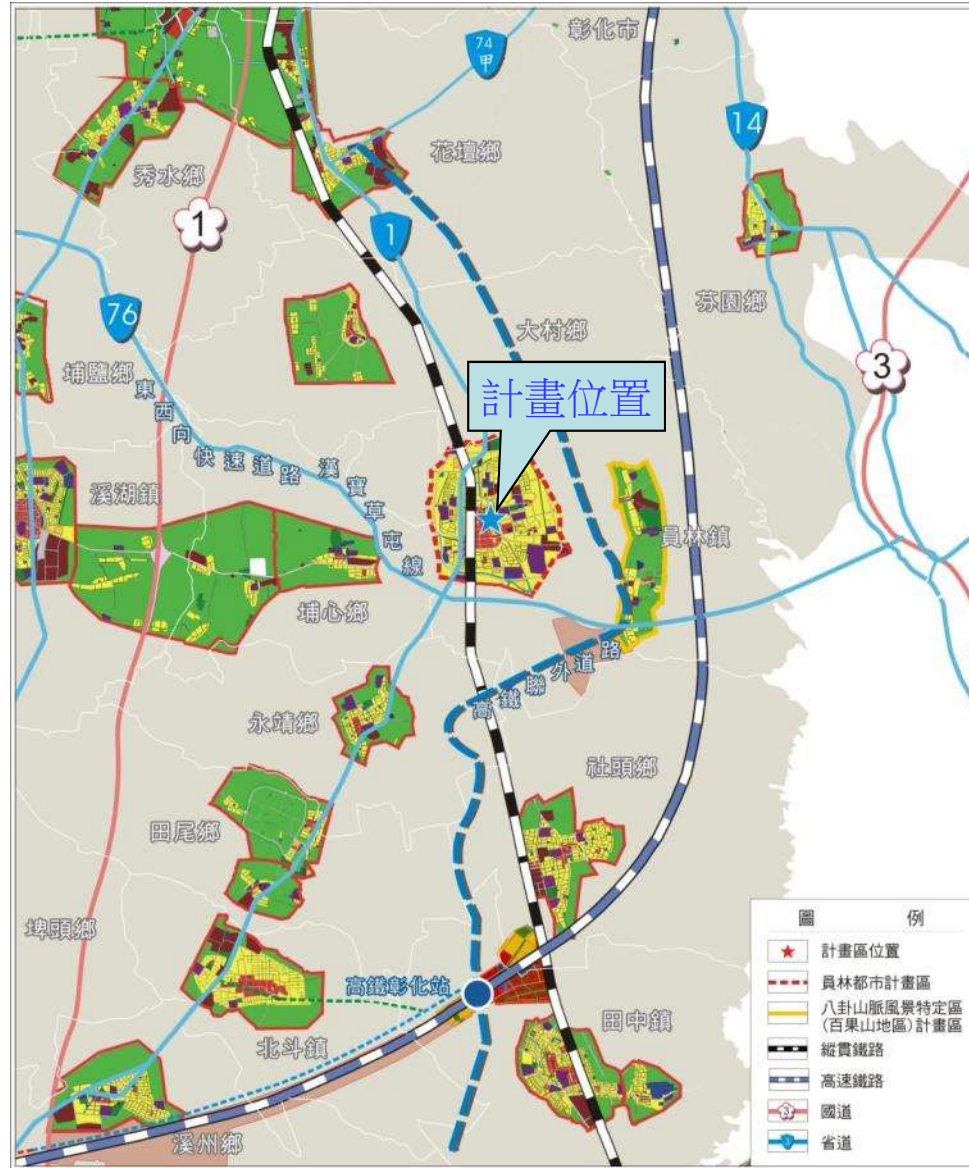 彰化市
74
甲
14
花壇鄉
秀水鄉
1
1
芬園鄉
76
大村鄉
3
埔鹽鄉
計畫位置
東西向快速道路漢寶草屯線
溪湖鎮
員林鎮
埔心鄉
高鐵聯外道路
永靖鄉
社頭鄉
田尾鄉
埤頭鄉
高鐵彰化站
田中鎮
北斗鎮
溪州鄉
圖 例
計畫區位置
員林都市計畫區
八卦山脈風景特定區
(百果山地區)計畫區
縱貫鐵路
高速鐵路
3 國道
3 省道